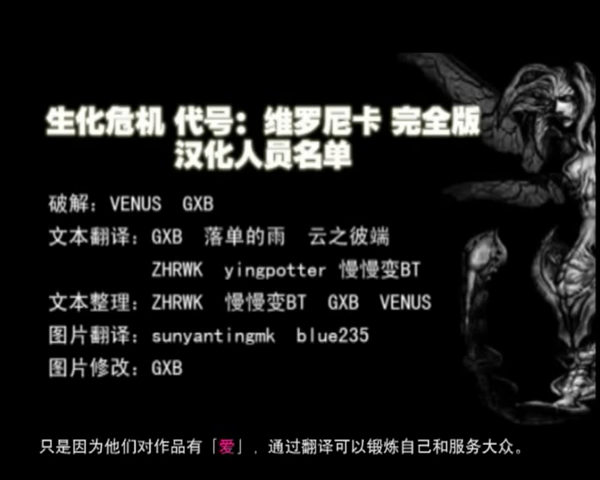 生化危机 代号：维罗尼卡 完全版
汉化人员名单
破解：VENUS GXB
文本翻译：GXB 落单的雨 云之彼端
ZHRWK yingpotter 慢慢变BT
文本整理：ZHRWK 慢慢变BT GXB VENUS
图片翻译：sunyantingmk blue235
图片修改：GXB
只是因为他们对作品有「爱」，通过翻译可以锻炼自己和服务大众。